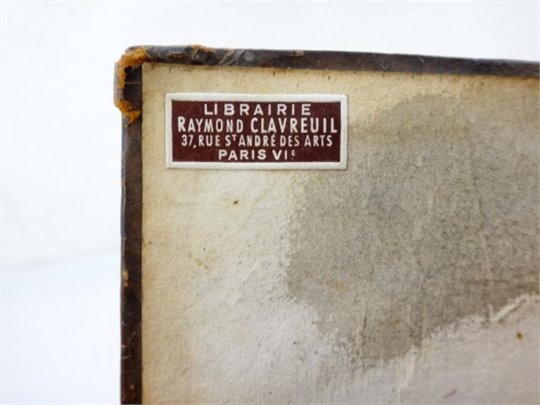 LIBRAIRIE
RAYMOND CLAVREUIL
37, RUE ST ANDRÉ DES ARTS
PARIS VIE